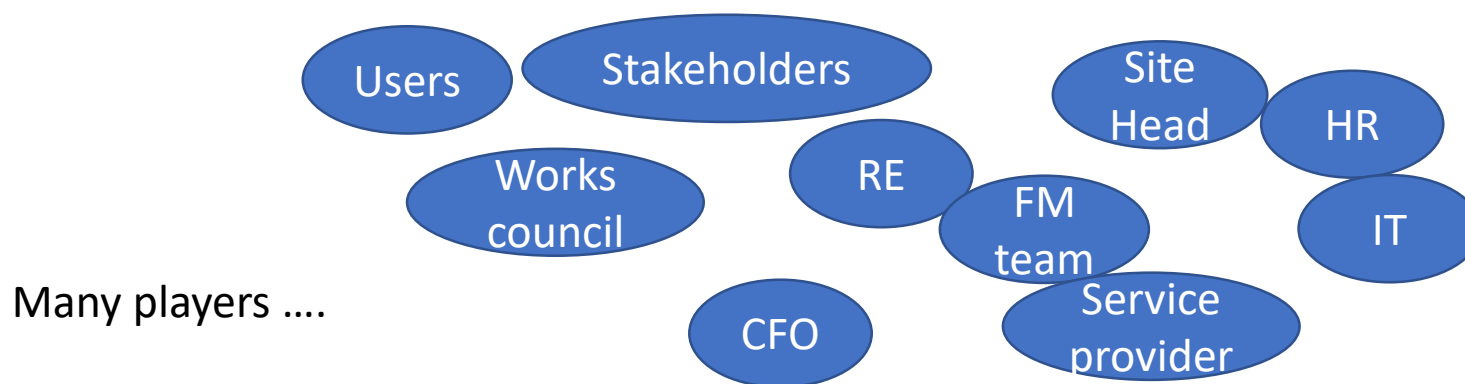 Users
Stakeholders
Site
Head
HR
Works
council
RE
FM
team
IT
Many players ....
CFO
Service
provider